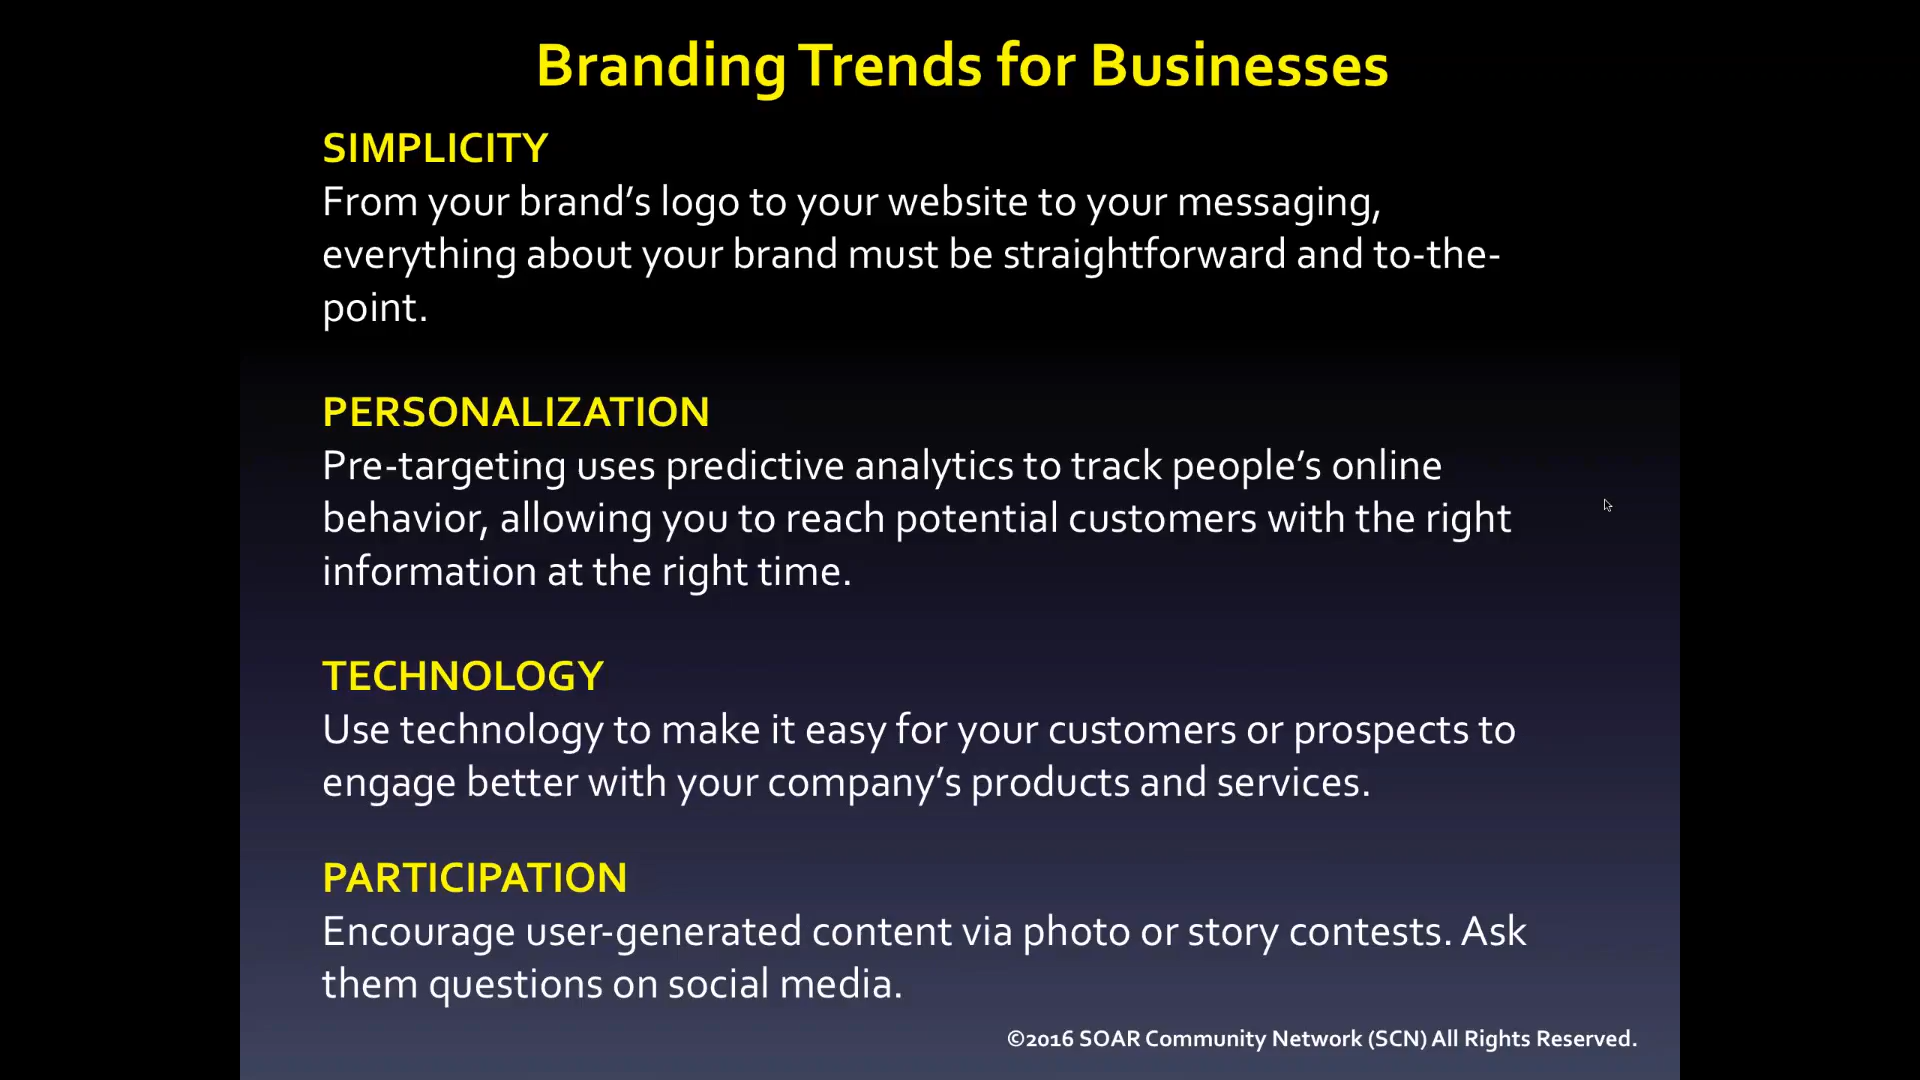 Branding Trends for Businesses
SIMPLICITY
From your brand’s logo to your website to your messaging,
everything about your brand must be straightforward and to-the-
point.
PERSONALIZATION
Pre-targeting uses predictive analytics to track people’s online
behavior, allowing you to reach potential customers with the right
information at the right time.
TECHNOLOGY
Use technology to make it easy for your customers or prospects to
engage better with your company’s products and services.
PARTICIPATION
Encourage user-generated content via photo or story contests. Ask
them questions on social media.
©2016 SOAR Community Network (SCN) All Rights Reserved.